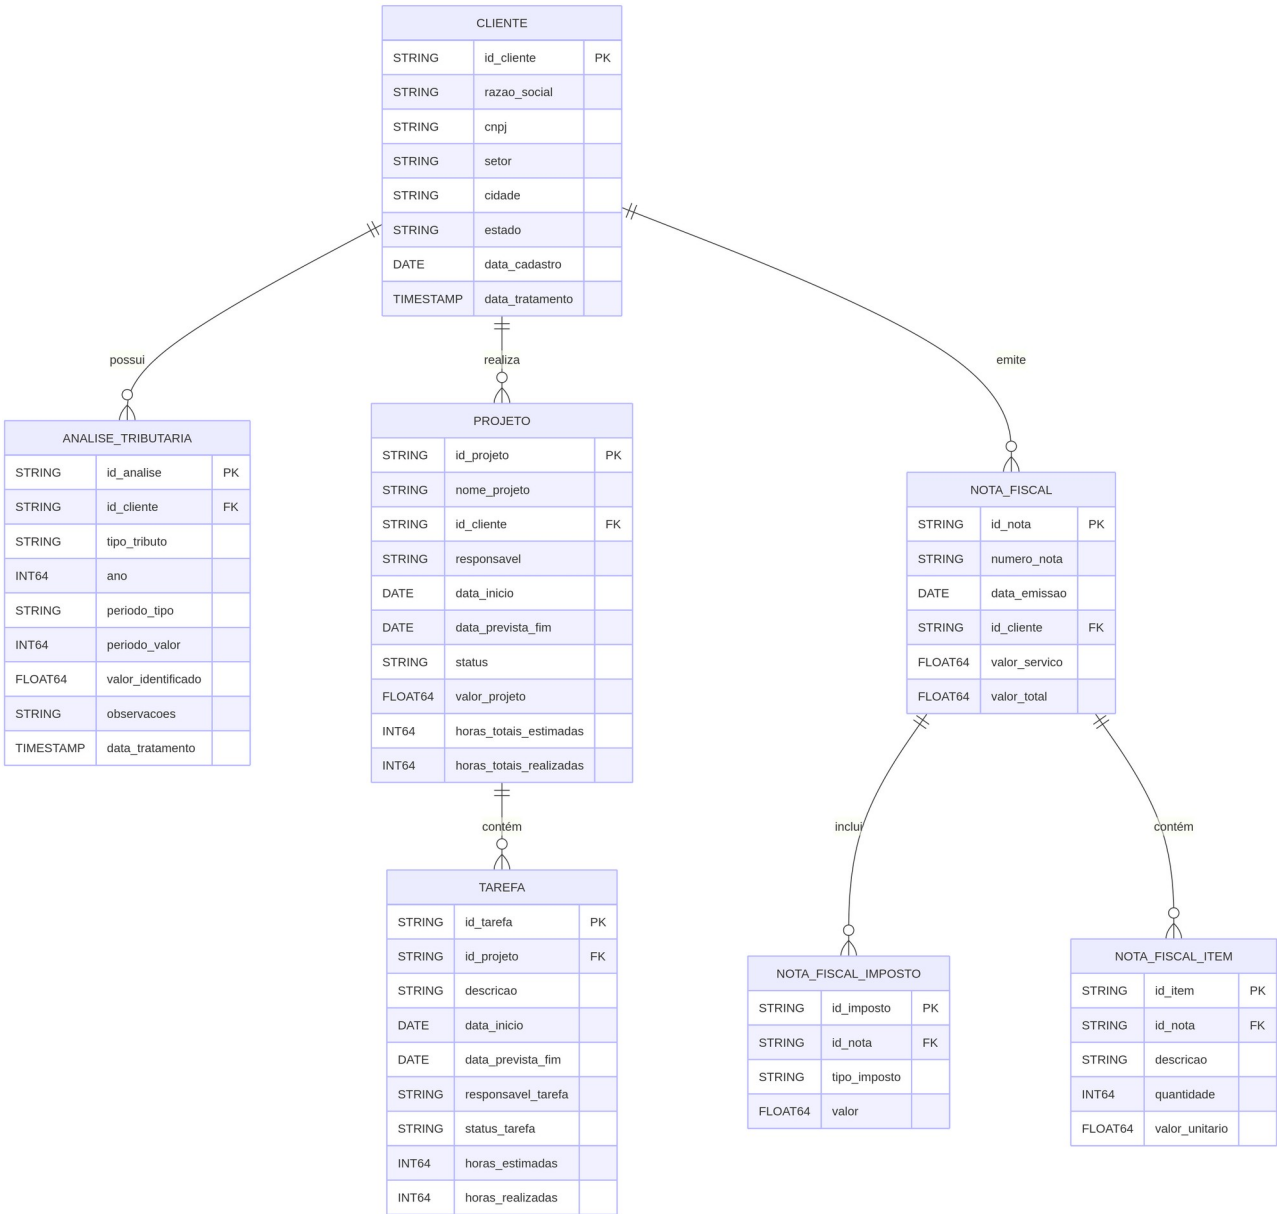 CLIENTE
STRING id_cliente PK
STRING razao_social
STRING cnpj
STRING setor
STRING cidade
STRING estado
DATE data_cadastro
TIMESTAMP data_tratamento
possui
realiza
emite
ANALISE_TRIBUTARIA
STRING id_analise PK
STRING id_cliente FK
STRING tipo_tributo
INT64 ano
STRING periodo_tipo
INT64 periodo_valor
FLOAT64 valor_identificado
STRING observacoes
TIMESTAMP data_tratamento
PROJETO
STRING id_projeto PK
STRING nome_projeto
STRING id_cliente FK
STRING responsavel
DATE data_inicio
DATE data_prevista_fim
STRING status
FLOAT64 valor_projeto
INT64 horas_totais_estimadas
INT64 horas_totais_realizadas
NOTA_FISCAL
STRING id_nota PK
STRING numero_nota
DATE data_emissao
STRING id_cliente FK
FLOAT64 valor_servico
FLOAT64 valor_total
contém
inclui
contém
TAREFA
STRING id_tarefa PK
STRING id_projeto FK
STRING descricao
DATE data_inicio
DATE data_prevista_fim
STRING responsavel_tarefa
STRING status_tarefa
INT64 horas_estimadas
INT64 horas_realizadas
NOTA_FISCAL_IMPOSTO
STRING id_imposto PK
STRING id_nota FK
STRING tipo_imposto
FLOAT64 valor
NOTA_FISCAL_ITEM
STRING id_item PK
STRING id_nota FK
STRING descricao
INT64 quantidade
FLOAT64 valor_unitario